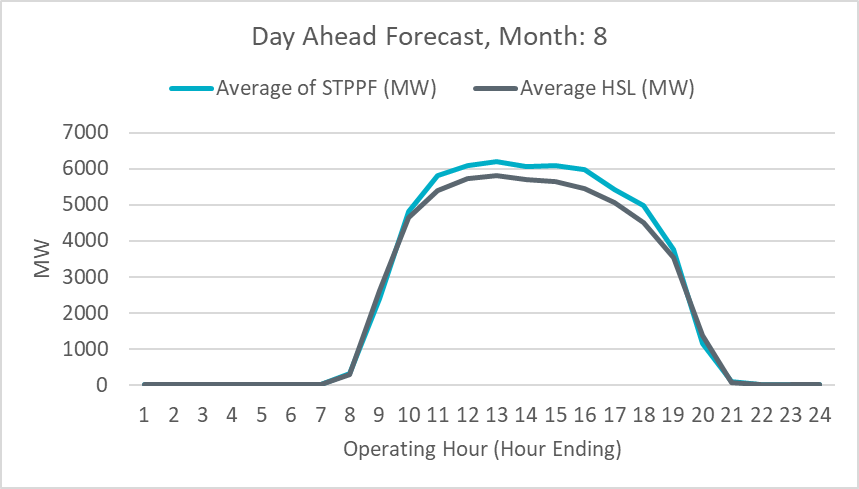 Day Ahead Forecast, Month: 8
Average of STPPF (MW) Average HSL (MW)
7000
6000
5000
4000
3000
2000
1000
0
MW
1 2 3 4 5 6 7 8 9 10 11 12 13 14 15 16 17 18 19 20 21 22 23 24
Operating Hour (Hour Ending)